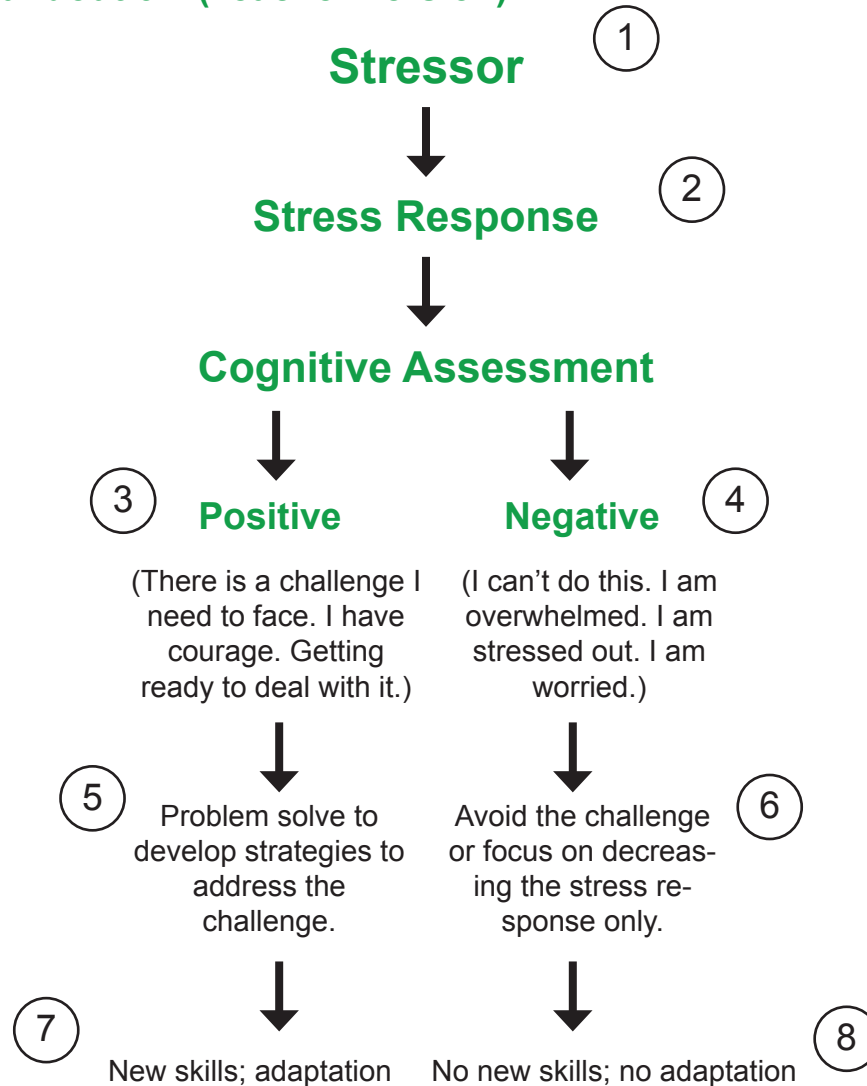 1
Stressor
2
Stress Response
Cognitive Assessment
3
Positive
Negative
4
(There is a challenge I
need to face. I have
courage. Getting
ready to deal with it.)
(I can't do this. I am
overwhelmed. I am
stressed out. I am
worried.)
5
Problem solve to
develop strategies to
address the
challenge.
Avoid the challenge
or focus on decreas-
ing the stress re-
sponse only.
6
7
New skills; adaptation
No new skills; no adaptation
8